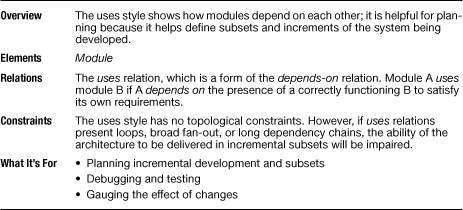 Overview
The uses style shows how modules depend on each other; it is helpful for plan-
ning because it helps define subsets and increments of the system being
developed.
Elements
Module
Relations
The uses relation, which is a form of the depends-on relation. Module A uses
module B if A depends on the presence of a correctly functioning B to satisfy
its own requirements.
Constraints
The uses style has no topological constraints. However, if uses relations
present loops, broad fan-out, or long dependency chains, the ability of the
architecture to be delivered in incremental subsets will be impaired.
What It's For
• Planning incremental development and subsets
• Debugging and testing
• Gauging the effect of changes